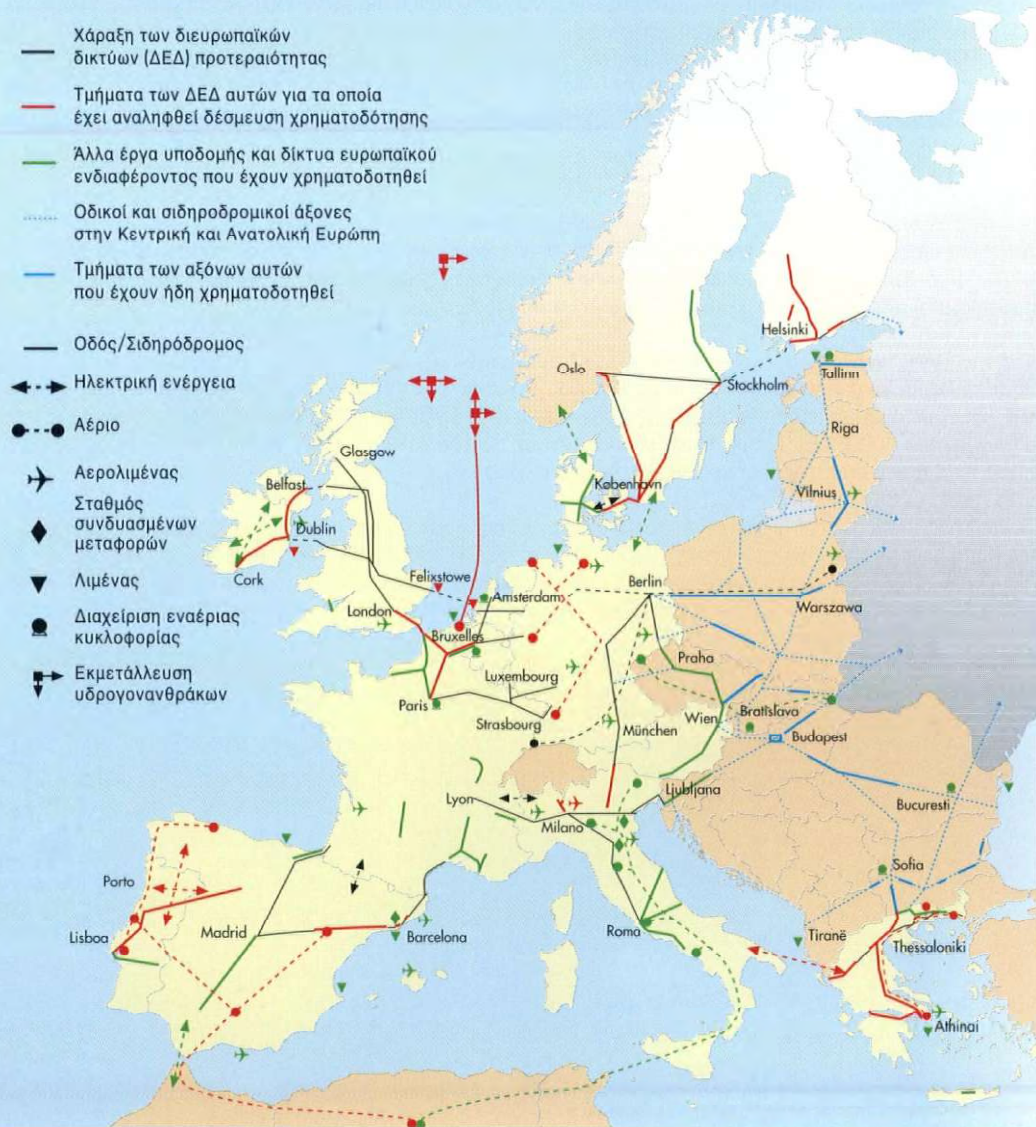 Χάραξη των διευρωπαϊκών
δικτύων (ΔΕΔ) προτεραιότητας
Τμήματα των ΔΕΔ αυτών για τα οποία
έχει αναληφθεί δέσμευση χρηματοδότησης
Άλλα έργα υποδομής και δίκτυα ευρωπαϊκού
ενδιαφέροντος που έχουν χρηματοδοτηθεί
Οδικοί και σιδηροδρομικοί άξονες
στην Κεντρική και Ανατολική Ευρώπη
Τμήματα των αξόνων αυτών
που έχουν ήδη χρηματοδοτηθεί
Οδός/Σιδηρόδρομος
Ηλεκτρική ενέργεια
Αέριο
Αερολιμένας
Σταθμός
συνδυασμένων
μεταφορών
Λιμένας
Διαχείριση εναέριας
κυκλοφορίας
Εκμετάλλευση
υδρογονανθράκων
Helsinki
Oslo
Stockholm
Tallinn
Riga
Glasgow
Belfast
København
Vilnius
Dublin
Cork
Felixstowe
Amsterdam
Berlin
Warszawa
London
Bruxelles
Praha
Luxembourg
Paris
Strasbourg
München
Wien
Bratislava
Budapest
Lyon
Milano
Ljubljana
Bucuresti
Sofia
Porto
Lisboa
Madrid
Barcelona
Roma
Tiranë
Thessaloniki
Athinai